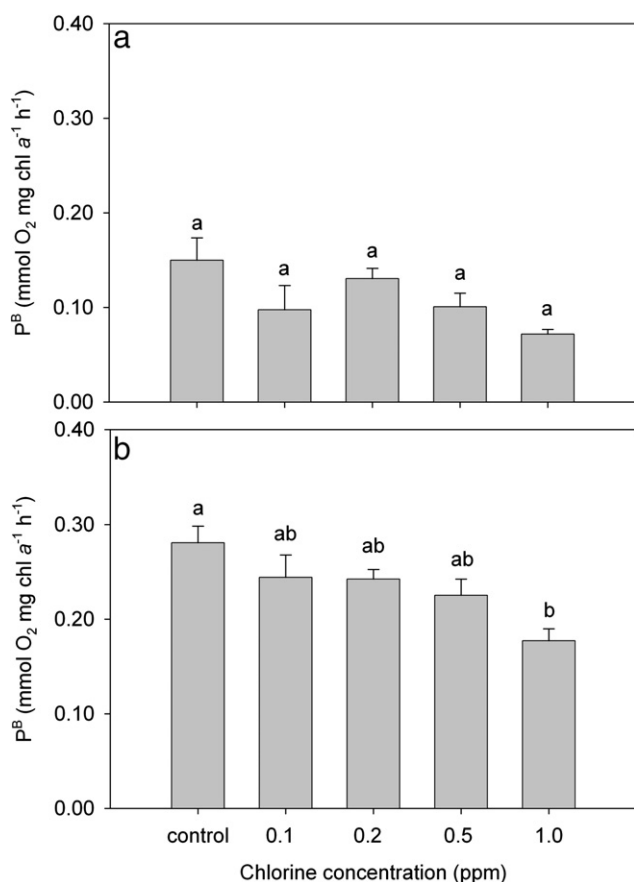 a
0.40
0.30
0.20
0.10
0.00
P^B (mmol O₂ mg chl a⁻¹ h⁻¹)
a a a a a
b
0.40
0.30
0.20
0.10
0.00
P^B (mmol O₂ mg chl a⁻¹ h⁻¹)
a ab ab ab b
control 0.1 0.2 0.5 1.0
Chlorine concentration (ppm)